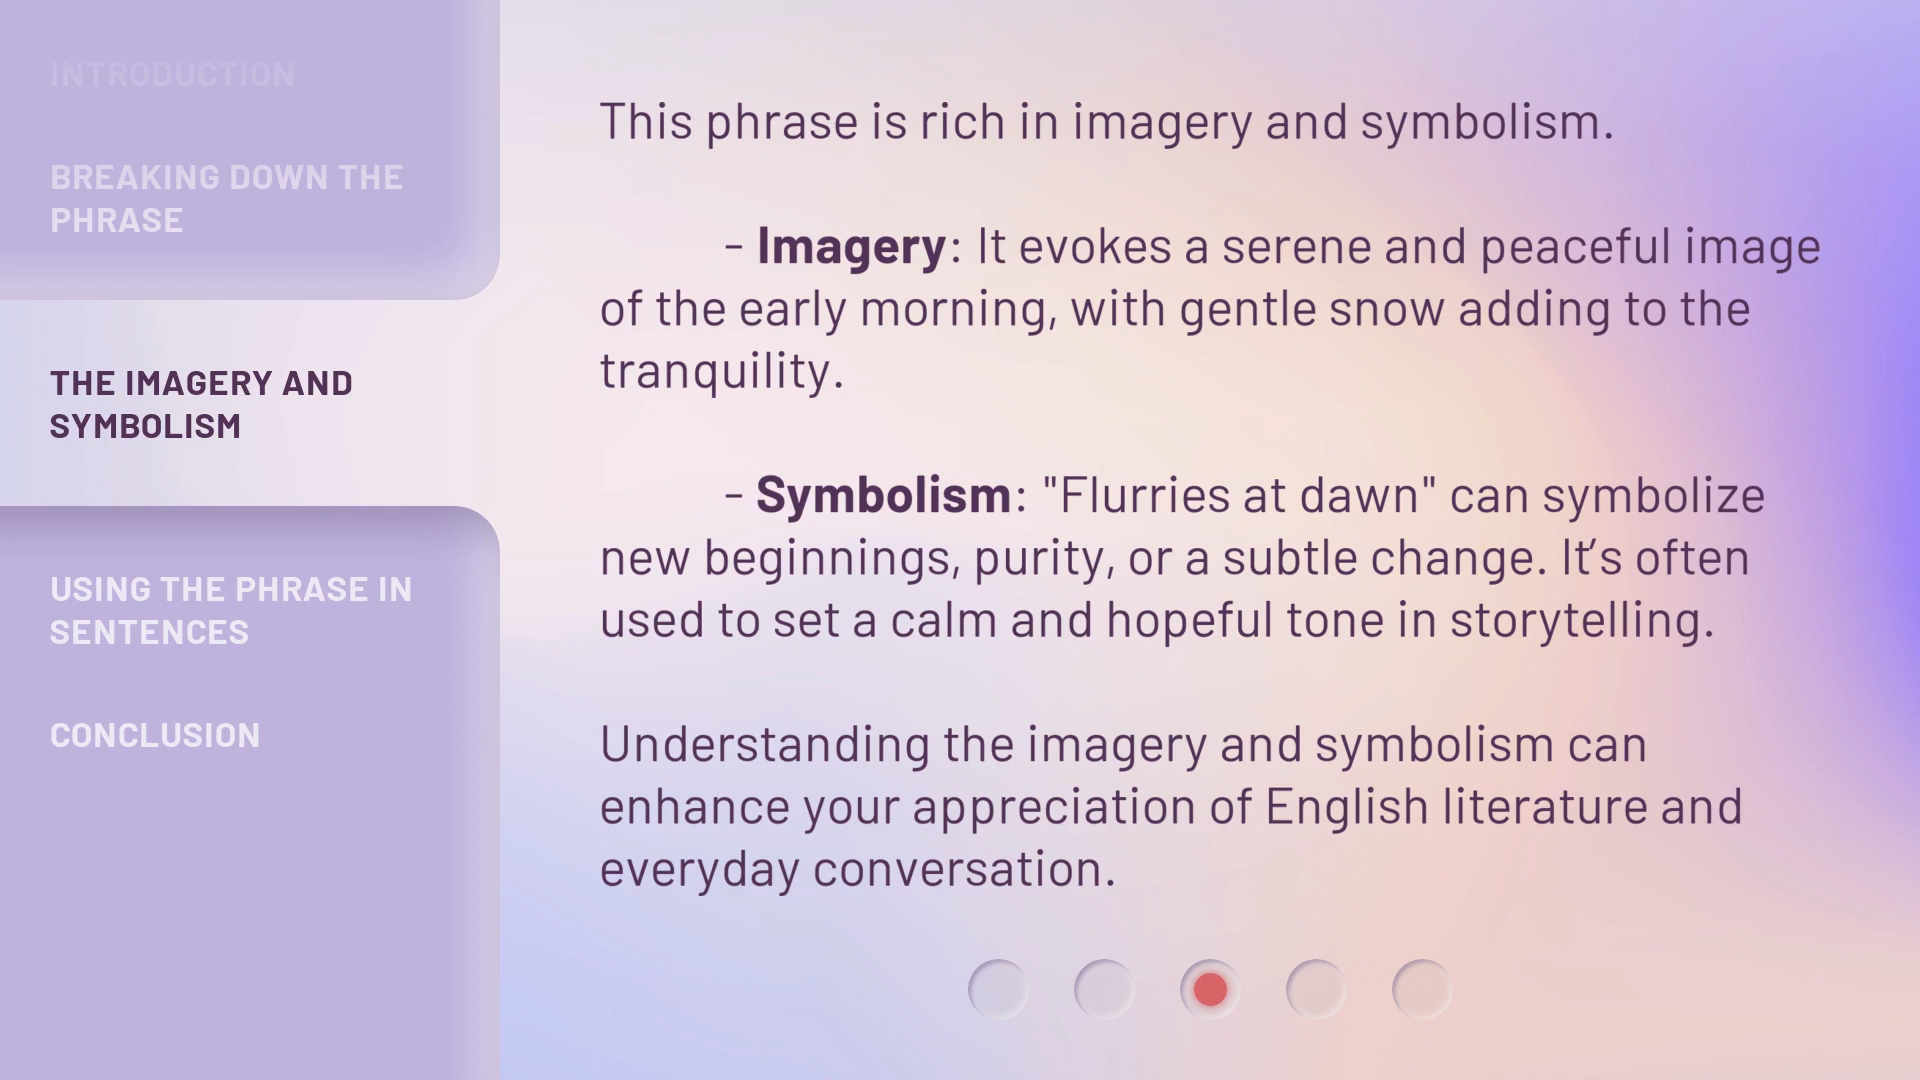 INTRODUCTION
BREAKING DOWN THE
PHRASE
THE IMAGERY AND
SYMBOLISM
USING THE PHRASE IN
SENTENCES
CONCLUSION
This phrase is rich in imagery and symbolism.
- Imagery: It evokes a serene and peaceful image
of the early morning, with gentle snow adding to the
tranquility.
- Symbolism: "Flurries at dawn" can symbolize
new beginnings, purity, or a subtle change. It’s often
used to set a calm and hopeful tone in storytelling.
Understanding the imagery and symbolism can
enhance your appreciation of English literature and
everyday conversation.